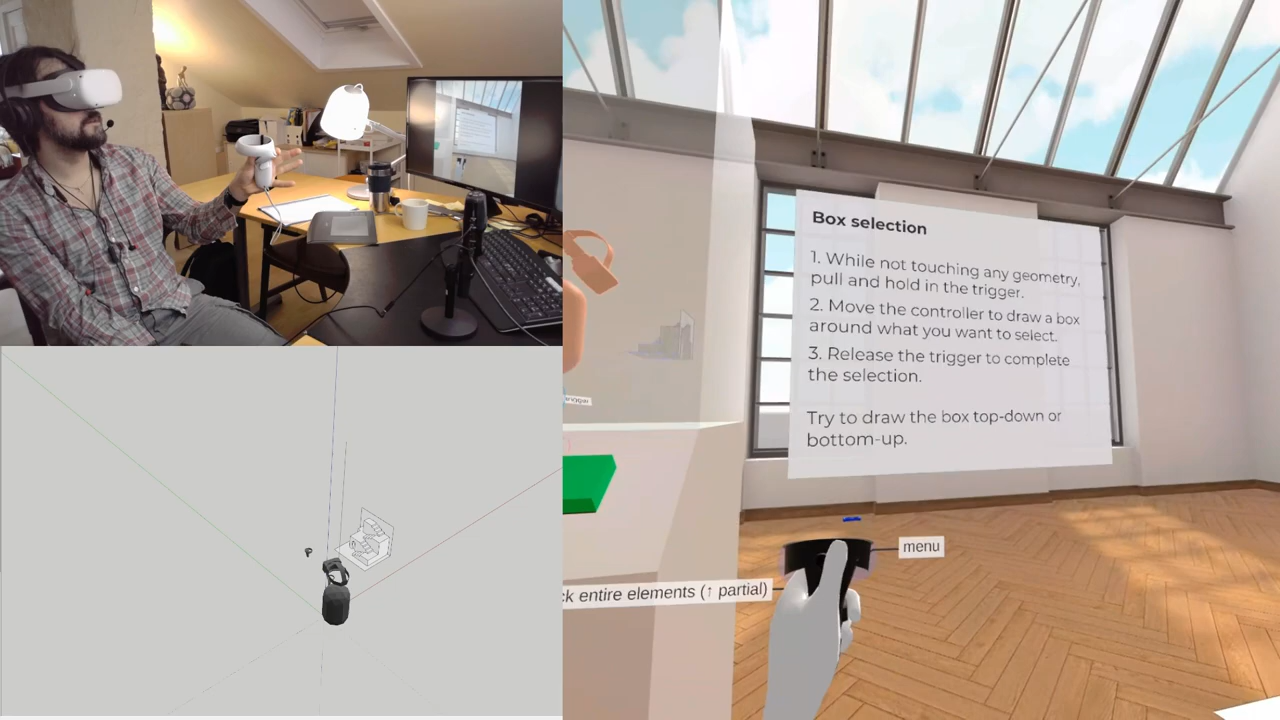 Box selection
1. While not touching any geometry,
pull and hold in the trigger.
2. Move the controller to draw a box
around what you want to select.
3. Release the trigger to complete
the selection.
Try to draw the box top-down or
bottom-up.
trigger
menu
ck entire elements (↑ partial)